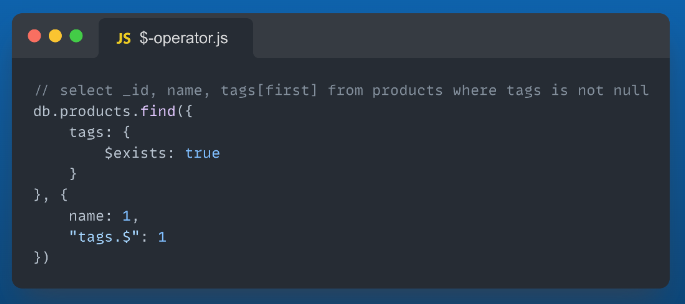 JS $-operator.js
// select _id, name, tags[first] from products where tags is not null
db.products.find({
    tags: {
        $exists: true
    }
}, {
    name: 1,
    "tags.$": 1
})